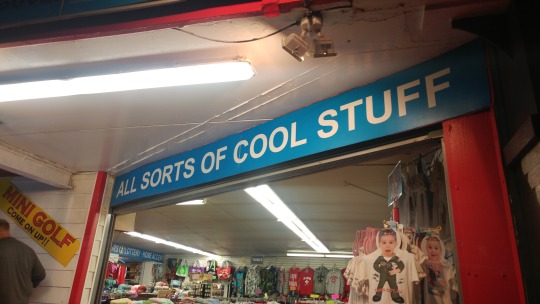 ALL SORTS OF COOL STUFF
MINI GOLF
COME ON UP!!